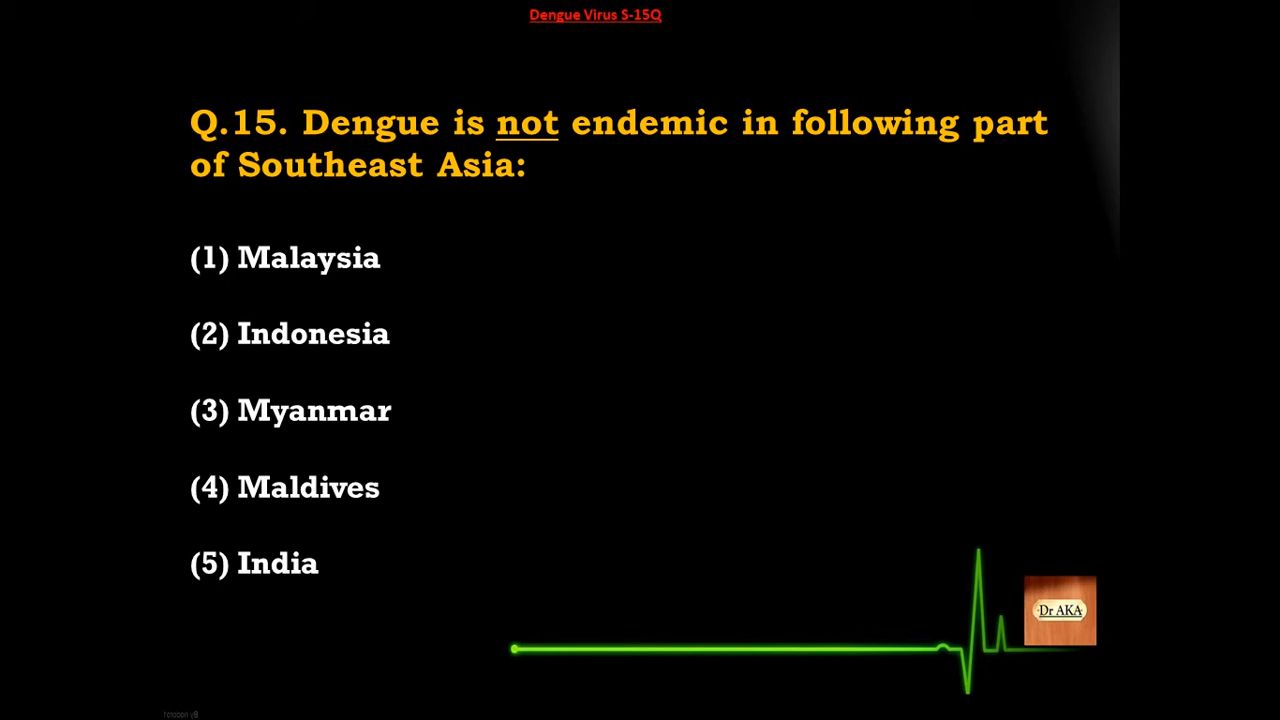 Dengue Virus S-15Q
Q.15. Dengue is not endemic in following part
of Southeast Asia:
(1) Malaysia
(2) Indonesia
(3) Myanmar
(4) Maldives
(5) India
Dr AKA